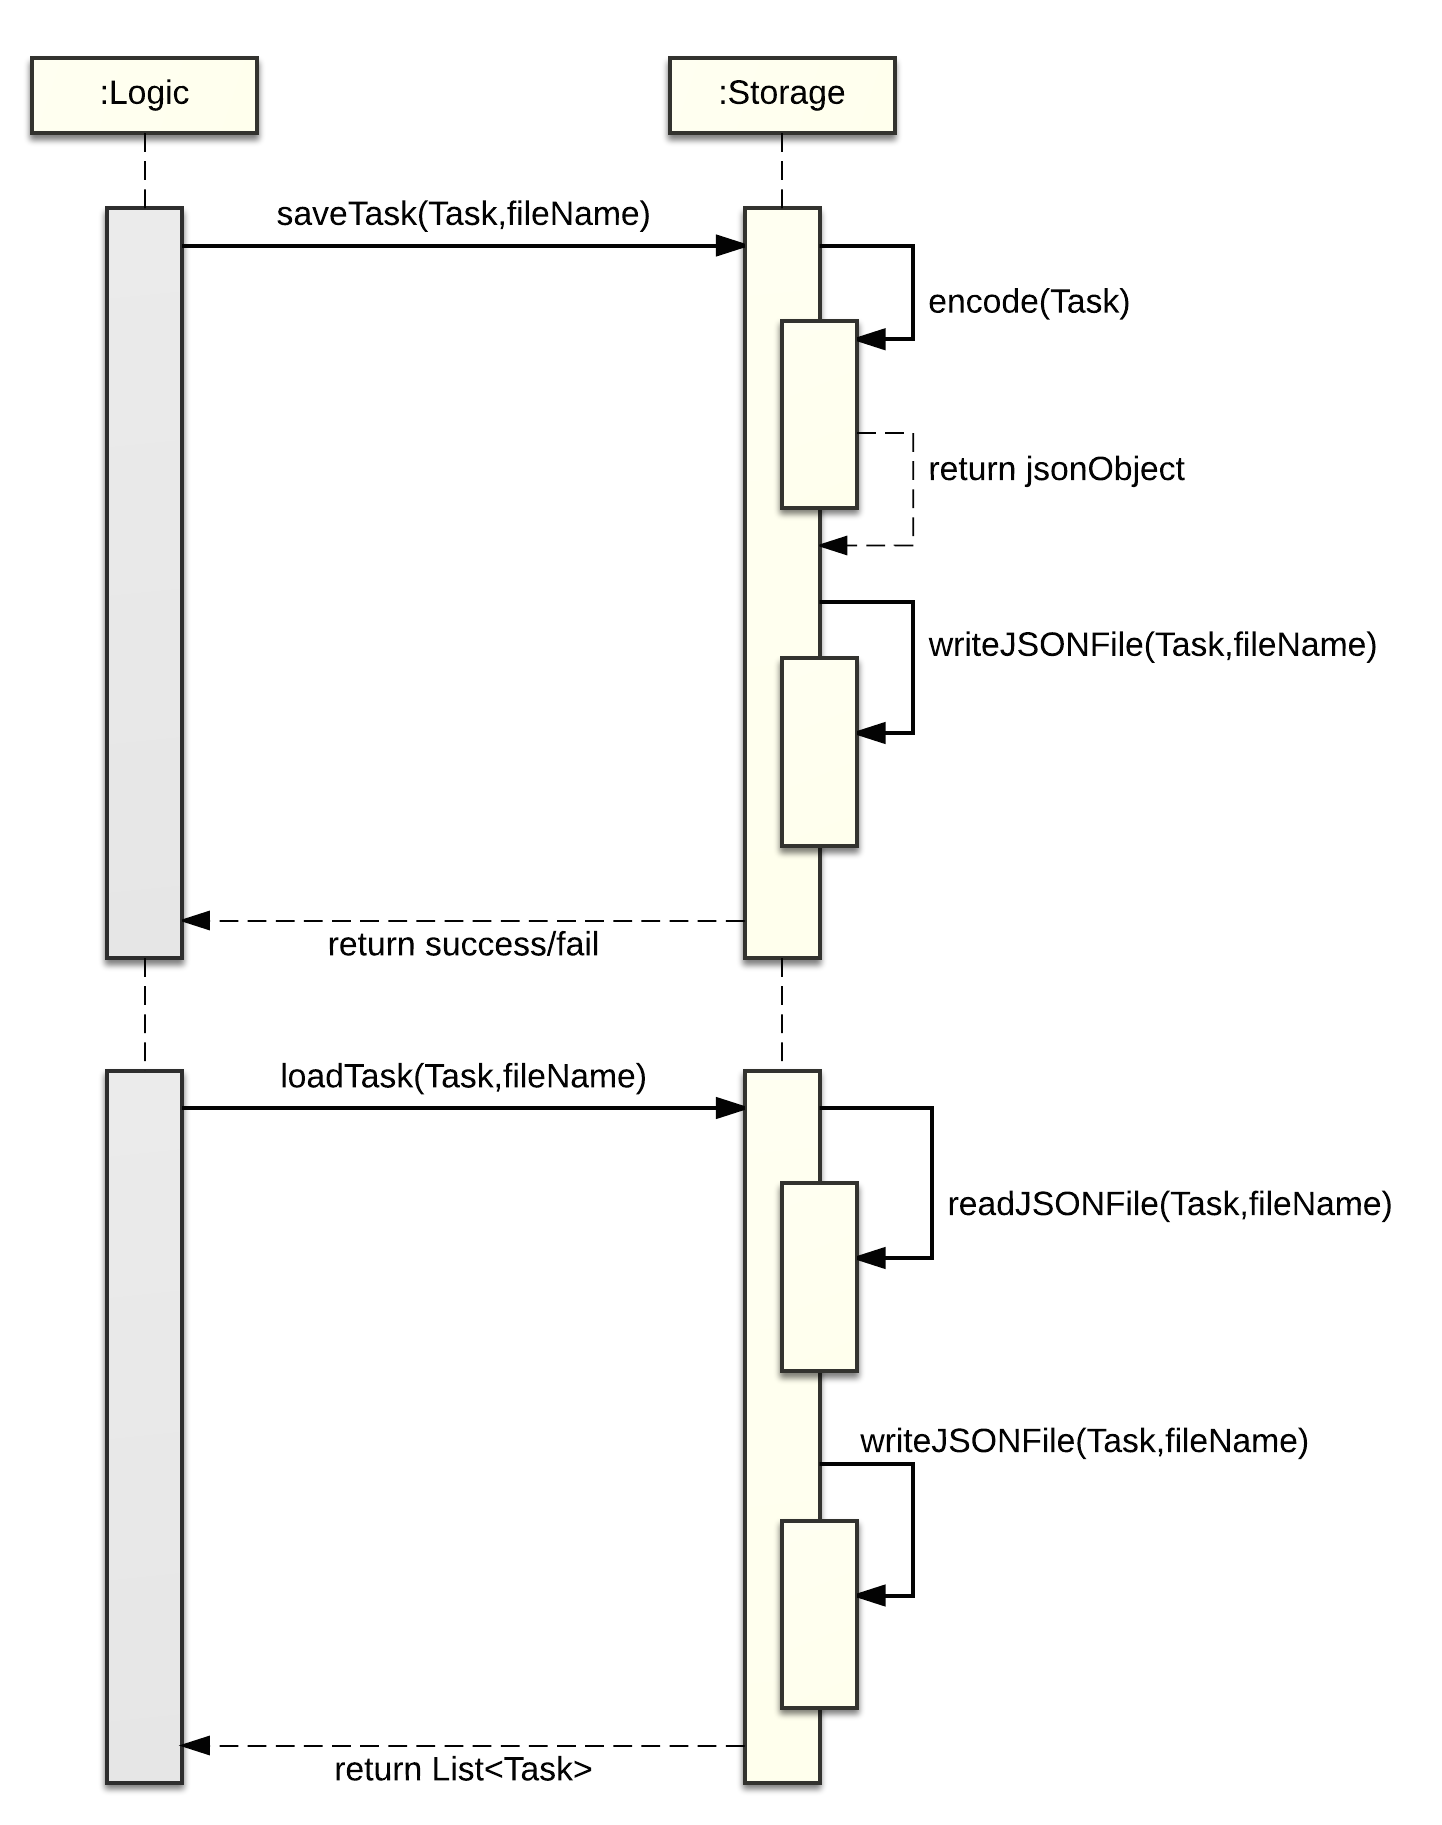 :Logic
:Storage
saveTask(Task,fileName)
encode(Task)
return jsonObject
writeJSONFile(Task,fileName)
return success/fail
loadTask(Task,fileName)
readJSONFile(Task,fileName)
writeJSONFile(Task,fileName)
return List<Task>